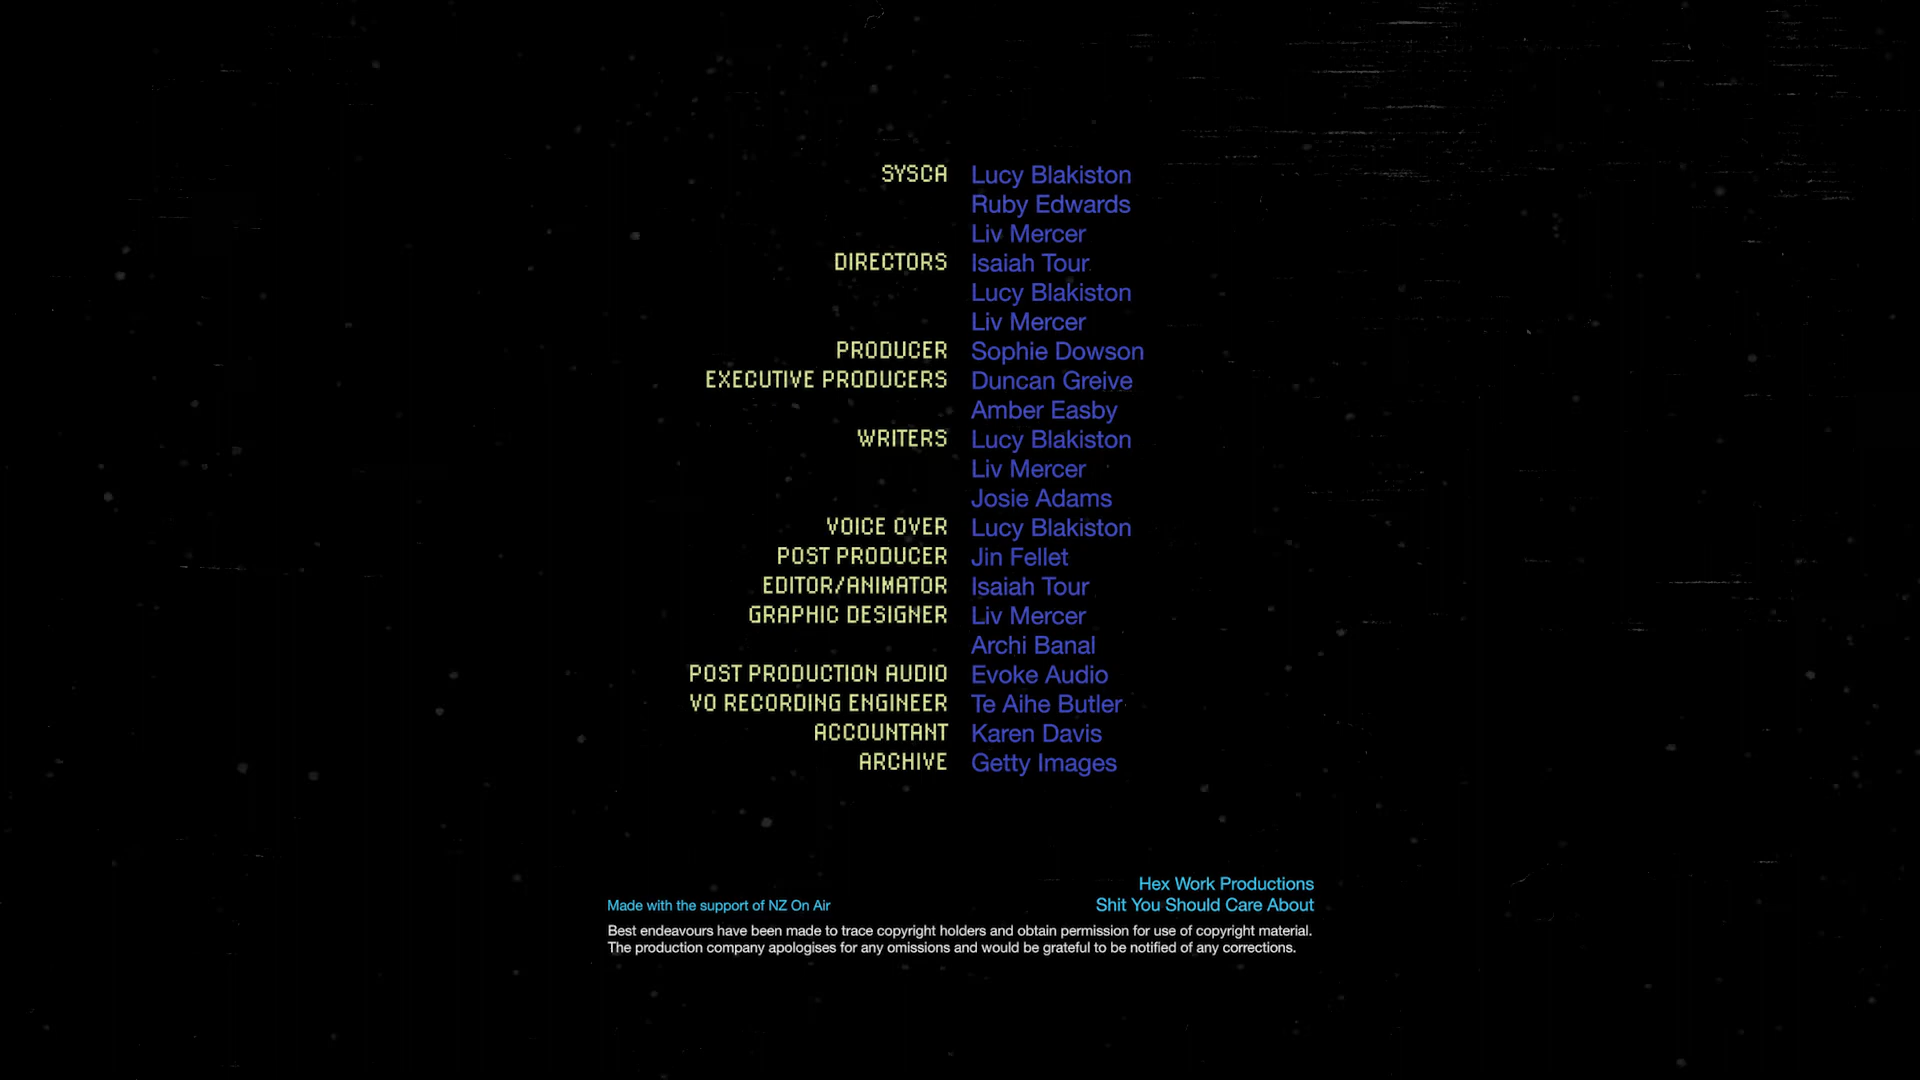 SYSCA Lucy Blakiston
Ruby Edwards
Liv Mercer
DIRECTORS Isaiah Tour
Lucy Blakiston
Liv Mercer
PRODUCER Sophie Dowson
EXECUTIVE PRODUCERS Duncan Greive
Amber Easby
WRITERS Lucy Blakiston
Liv Mercer
Josie Adams
VOICE OVER Lucy Blakiston
POST PRODUCER Jin Fellet
EDITOR/ANIMATOR Isaiah Tour
GRAPHIC DESIGNER Liv Mercer
Archi Banal
POST PRODUCTION AUDIO Evoke Audio
VO RECORDING ENGINEER Te Aihe Butler
ACCOUNTANT Karen Davis
ARCHIVE Getty Images
Hex Work Productions
Made with the support of NZ On Air Shit You Should Care About
Best endeavours have been made to trace copyright holders and obtain permission for use of copyright material.
The production company apologises for any omissions and would be grateful to be notified of any corrections.